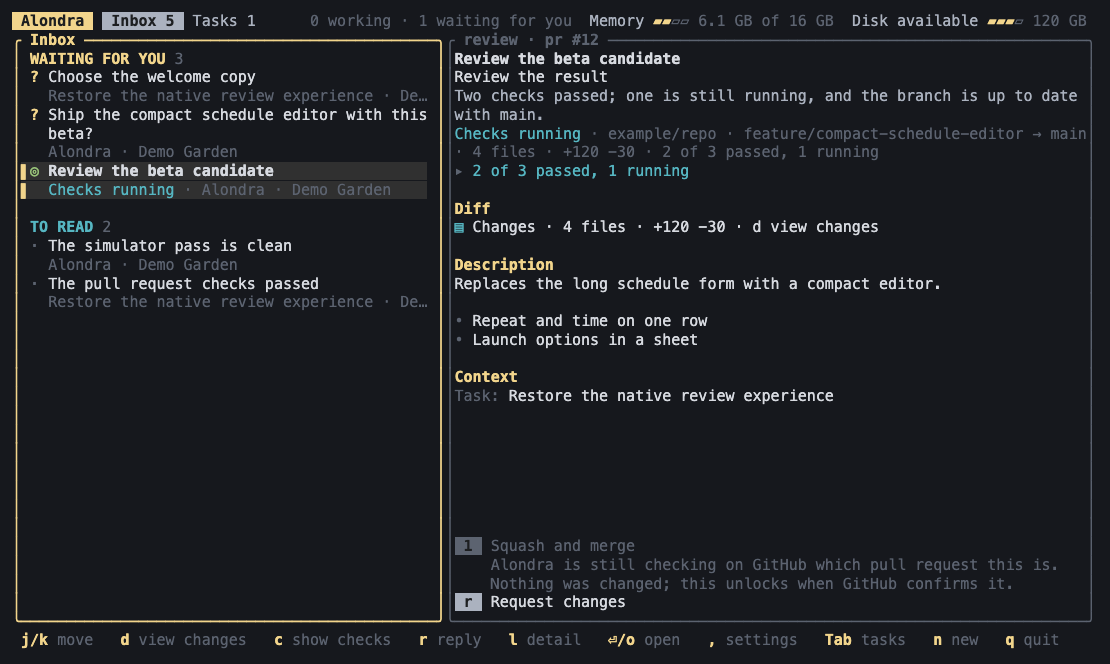 Alondra  Inbox 5  Tasks 1  0 working · 1 waiting for you  Memory ▰▰▱▱ 6.1 GB of 16 GB  Disk available ▰▰▰▱ 120 GB
Inbox
WAITING FOR YOU 3
? Choose the welcome copy
Restore the native review experience · De…
? Ship the compact schedule editor with this
beta?
Alondra · Demo Garden
◎ Review the beta candidate
Checks running · Alondra · Demo Garden
TO READ 2
· The simulator pass is clean
Alondra · Demo Garden
· The pull request checks passed
Restore the native review experience · De…
review · pr #12
Review the beta candidate
Review the result
Two checks passed; one is still running, and the branch is up to date
with main.
Checks running · example/repo · feature/compact-schedule-editor → main
· 4 files · +120 −30 · 2 of 3 passed, 1 running
▸ 2 of 3 passed, 1 running
Diff
▤ Changes · 4 files · +120 −30 · d view changes
Description
Replaces the long schedule form with a compact editor.
• Repeat and time on one row
• Launch options in a sheet
Context
Task: Restore the native review experience
1 Squash and merge
Alondra is still checking on GitHub which pull request this is.
Nothing was changed; this unlocks when GitHub confirms it.
r Request changes
j/k move  d view changes  c show checks  r reply  l detail  ⏎/o open  , settings  Tab tasks  n new  q quit